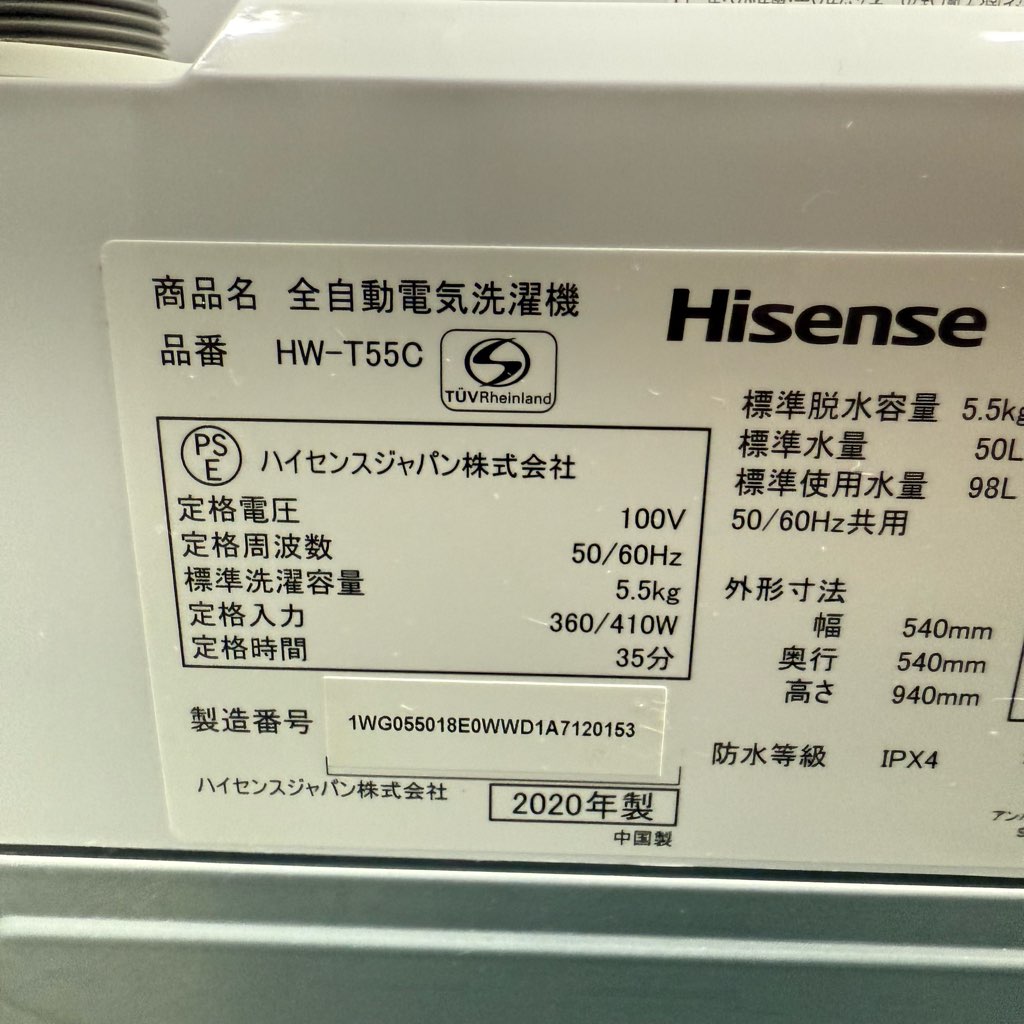 商品名 全自動電気洗濯機
Hisense
品番 HW-T55C
TÜVRheinland
PS
E
ハイセンスジャパン株式会社
定格電圧 100V
定格周波数 50/60Hz
標準洗濯容量 5.5kg
定格入力 360/410W
定格時間 35分
標準脱水容量 5.5kg
標準水量 50L
標準使用水量 98L
50/60Hz共用
外形寸法
幅 540mm
奥行 540mm
高さ 940mm
防水等級 IPX4
製造番号 1WG055018E0WWD1A7120153
ハイセンスジャパン株式会社
2020年製
中国製